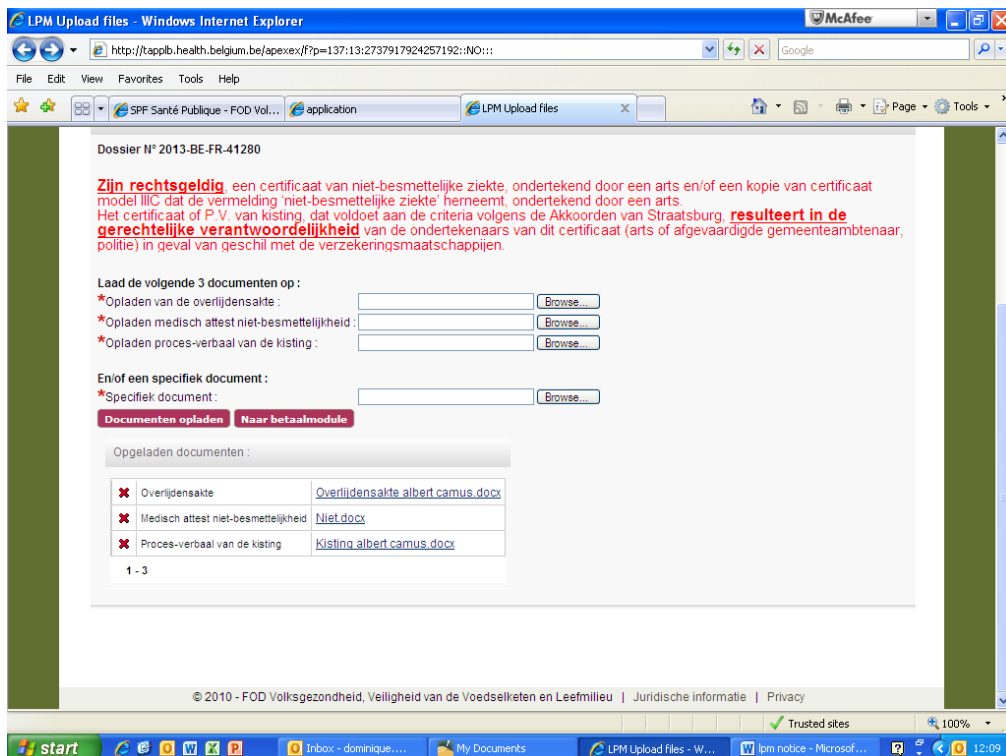 LPM Upload files - Windows Internet Explorer
McAfee
http://tapplb.health.belgium.be/apexex/f?p=137:13:2737917924257192::NO:::
Google
File Edit View Favorites Tools Help
SPF Santé Publique - FOD Vol...
application
LPM Upload files
Page
Tools
Dossier N° 2013-BE-FR-41280
Zijn rechtsgeldig, een certificaat van niet-besmettelijke ziekte, ondertekend door een arts en/of een kopie van certificaat
model IIIC dat de vermelding 'niet-besmettelijke ziekte' herneemt, ondertekend door een arts.
Het certificaat of P.V. van kisting, dat voldoet aan de criteria volgens de Akkoorden van Straatsburg, resulteert in de
gerechtelijke verantwoordelijkheid van de ondertekenaars van dit certificaat (arts of afgevaardigde gemeenteambtenaar,
politie) in geval van geschil met de verzekeringsmaatschappijen.
Laad de volgende 3 documenten op :
*Opladen van de overlijdensakte : Browse...
*Opladen medisch attest niet-besmettelijkheid : Browse...
*Opladen proces-verbaal van de kisting : Browse...
En/of een specifiek document :
*Specifiek document : Browse...
Documenten opladen Naar betaalmodule
Opgeladen documenten :
Overlijdensakte Overlijdensakte albert camus.docx
Medisch attest niet-besmettelijkheid Niet.docx
Proces-verbaal van de kisting Kisting albert camus.docx
1 - 3
© 2010 - FOD Volksgezondheid, Veiligheid van de Voedselketen en Leefmilieu | Juridische informatie | Privacy
Trusted sites 100%
start
Inbox - dominique....
My Documents
LPM Upload files - W...
lpm notice - Microsof...
12:09